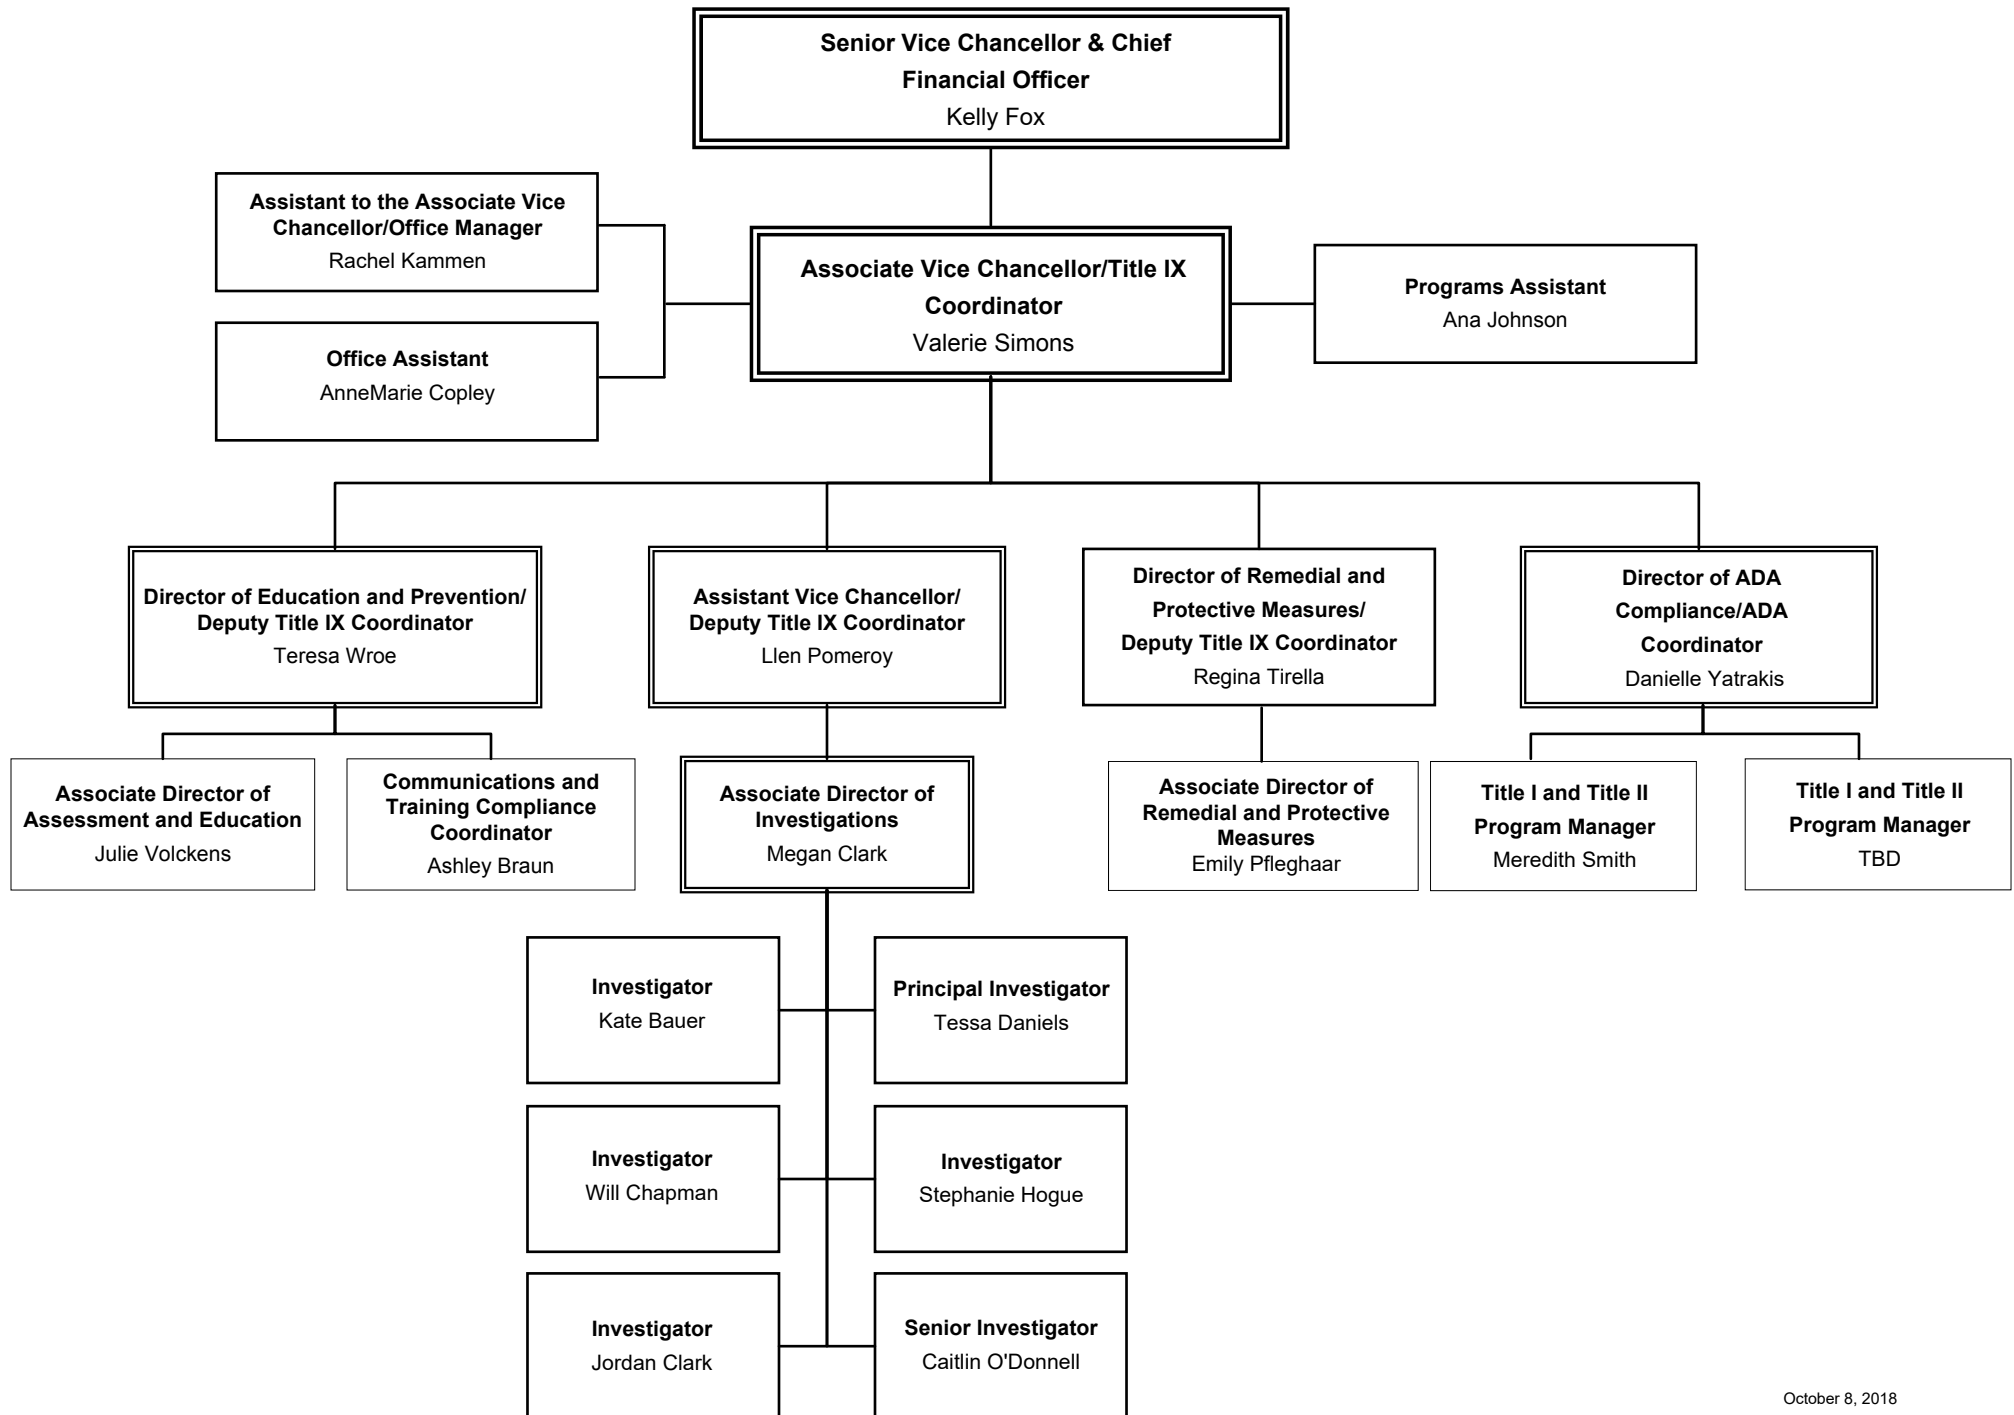 Senior Vice Chancellor & Chief
Financial Officer
Kelly Fox
Assistant to the Associate Vice
Chancellor/Office Manager
Rachel Kammen
Office Assistant
AnneMarie Copley
Associate Vice Chancellor/Title IX
Coordinator
Valerie Simons
Programs Assistant
Ana Johnson
Director of Education and Prevention/
Deputy Title IX Coordinator
Teresa Wroe
Assistant Vice Chancellor/
Deputy Title IX Coordinator
Llen Pomeroy
Director of Remedial and
Protective Measures/
Deputy Title IX Coordinator
Regina Tirella
Director of ADA
Compliance/ADA
Coordinator
Danielle Yatrakis
Associate Director of
Assessment and Education
Julie Volckens
Communications and
Training Compliance
Coordinator
Ashley Braun
Associate Director of
Investigations
Megan Clark
Associate Director of
Remedial and Protective
Measures
Emily Pfleghaar
Title I and Title II
Program Manager
Meredith Smith
Title I and Title II
Program Manager
TBD
Investigator
Kate Bauer
Principal Investigator
Tessa Daniels
Investigator
Will Chapman
Investigator
Stephanie Hogue
Investigator
Jordan Clark
Senior Investigator
Caitlin O'Donnell
October 8, 2018